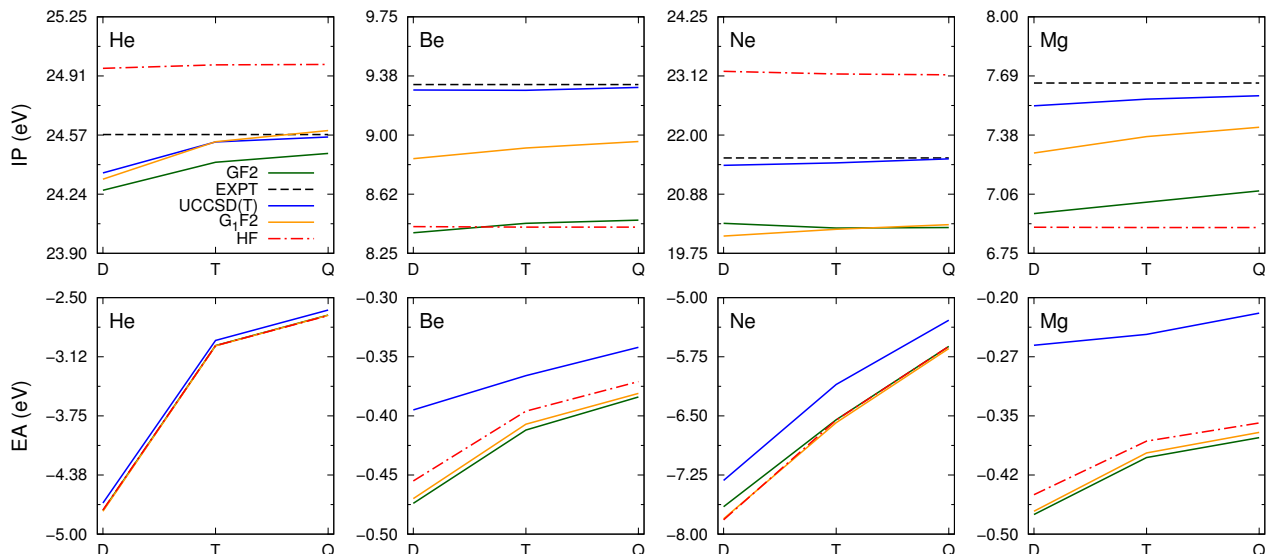 He
Be
Ne
Mg
IP (eV)
25.25
24.91
24.57
24.24
23.90
D
T
Q
GF2
EXPT
UCCSD(T)
G₁F2
HF
9.75
9.38
9.00
8.62
8.25
D
T
Q
24.25
23.12
22.00
20.88
19.75
D
T
Q
8.00
7.69
7.38
7.06
6.75
D
T
Q
EA (eV)
He
−2.50
−3.12
−3.75
−4.38
−5.00
D
T
Q
Be
−0.30
−0.35
−0.40
−0.45
−0.50
D
T
Q
Ne
−5.00
−5.75
−6.50
−7.25
−8.00
D
T
Q
Mg
−0.20
−0.27
−0.35
−0.42
−0.50
D
T
Q